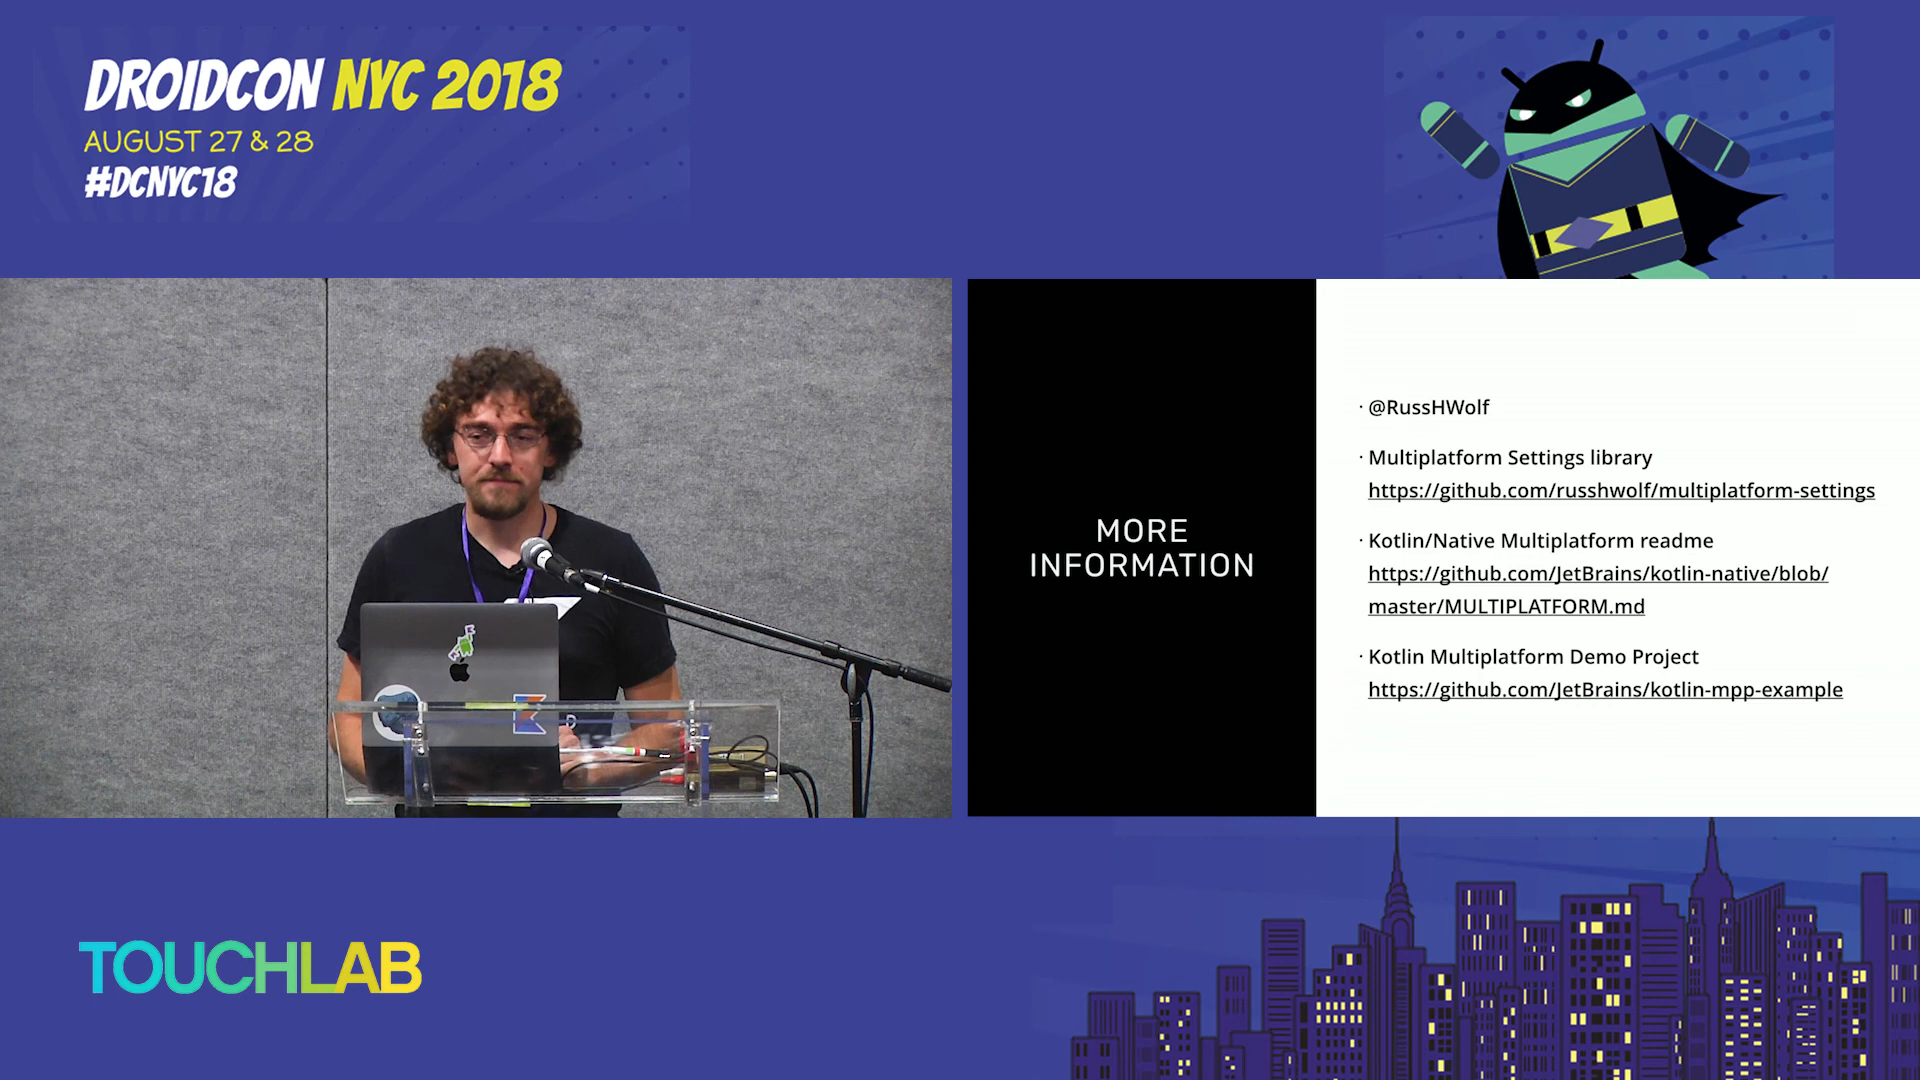 DROIDCON NYC 2018
AUGUST 27 & 28
#DCNYC18
MORE
INFORMATION
· @RussHWolf
· Multiplatform Settings library
https://github.com/russhwolf/multiplatform-settings
· Kotlin/Native Multiplatform readme
https://github.com/JetBrains/kotlin-native/blob/
master/MULTIPLATFORM.md
· Kotlin Multiplatform Demo Project
https://github.com/JetBrains/kotlin-mpp-example
TOUCHLAB